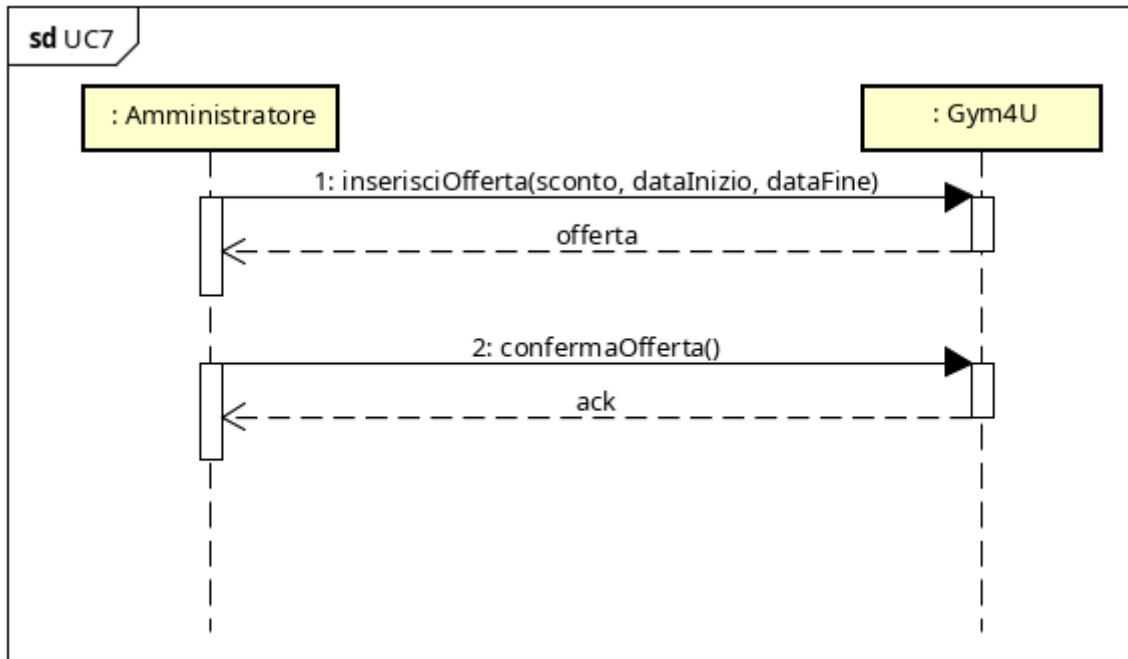 sd UC7
: Amministratore
: Gym4U
1: inserisciOfferta(sconto, dataInizio, dataFine)
offerta
2: confermaOfferta()
ack